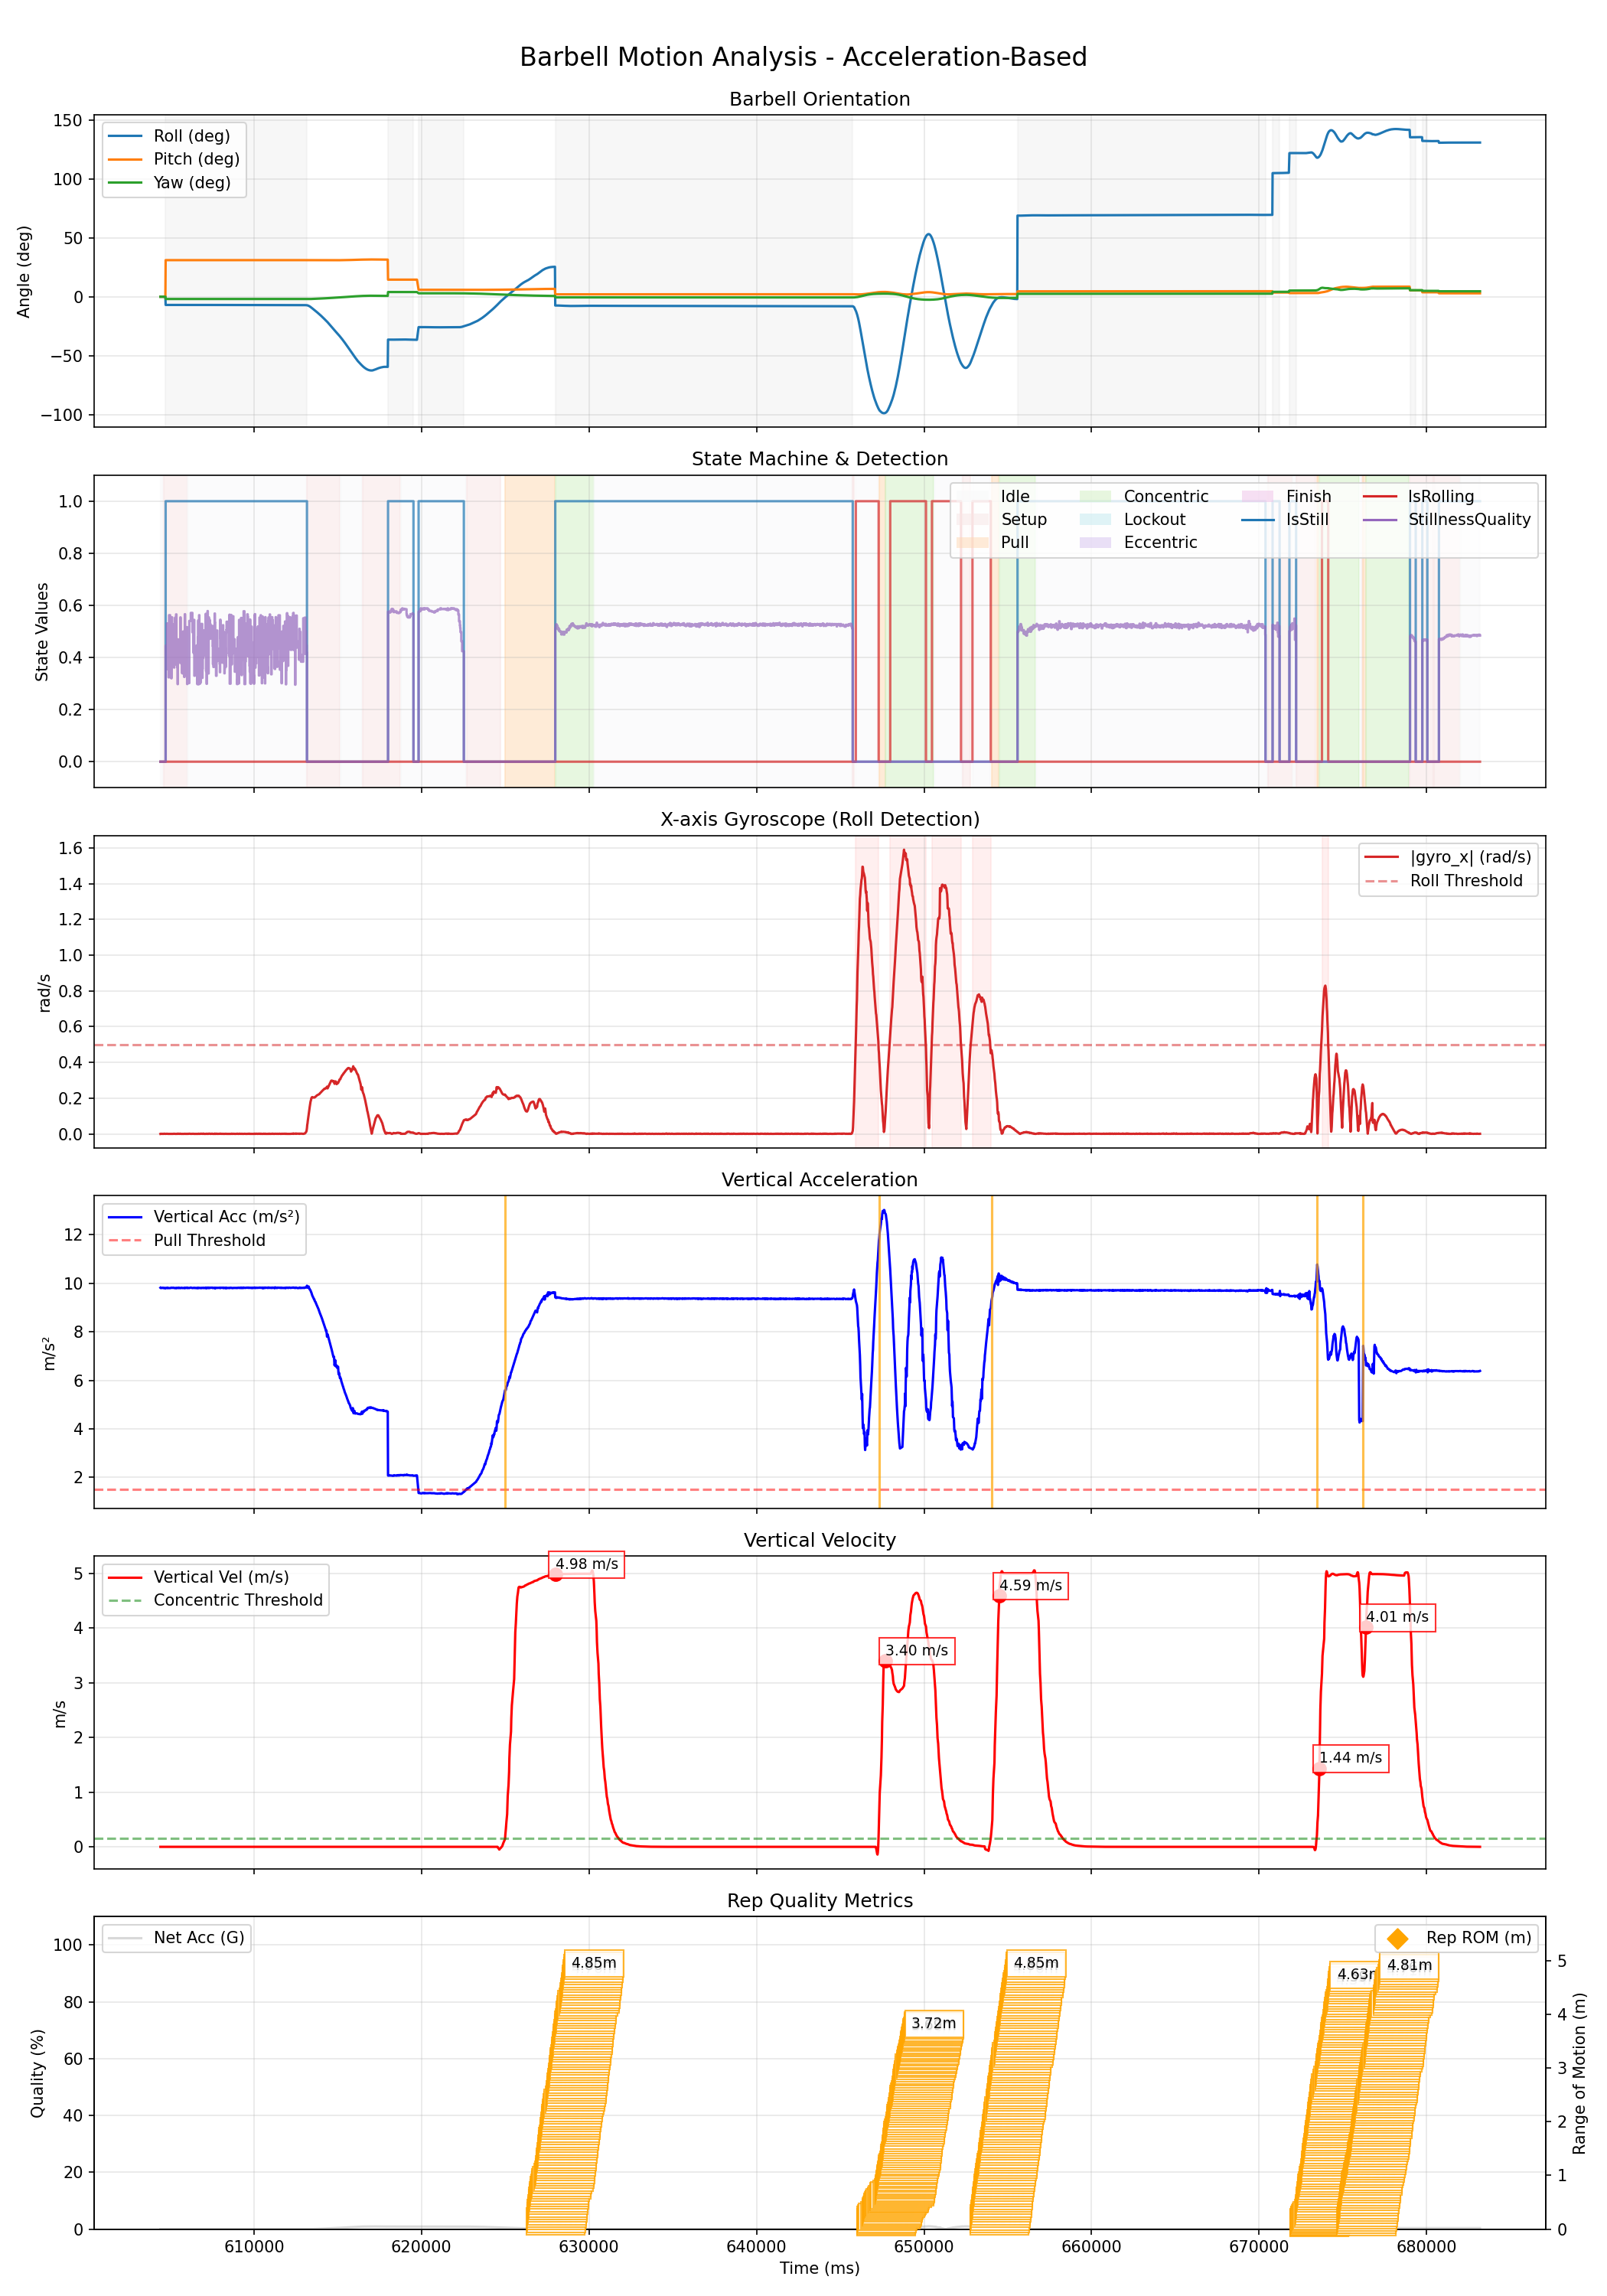 Barbell Motion Analysis - Acceleration-Based
Barbell Orientation
Roll (deg)
Pitch (deg)
Yaw (deg)
Angle (deg)
150
100
50
0
−50
−100
State Machine & Detection
Idle
Setup
Pull
Concentric
Lockout
Eccentric
Finish
IsStill
IsRolling
StillnessQuality
State Values
1.0
0.8
0.6
0.4
0.2
0.0
X-axis Gyroscope (Roll Detection)
|gyro_x| (rad/s)
Roll Threshold
rad/s
1.6
1.4
1.2
1.0
0.8
0.6
0.4
0.2
0.0
Vertical Acceleration
Vertical Acc (m/s²)
Pull Threshold
m/s²
12
10
8
6
4
2
Vertical Velocity
Vertical Vel (m/s)
Concentric Threshold
m/s
5
4
3
2
1
0
4.98 m/s
3.40 m/s
4.59 m/s
1.44 m/s
4.01 m/s
Rep Quality Metrics
Net Acc (G)
Rep ROM (m)
Quality (%)
100
80
60
40
20
0
4.85m
3.72m
4.85m
4.63m
4.81m
5
4
3
2
1
0
Range of Motion (m)
610000 620000 630000 640000 650000 660000 670000 680000
Time (ms)